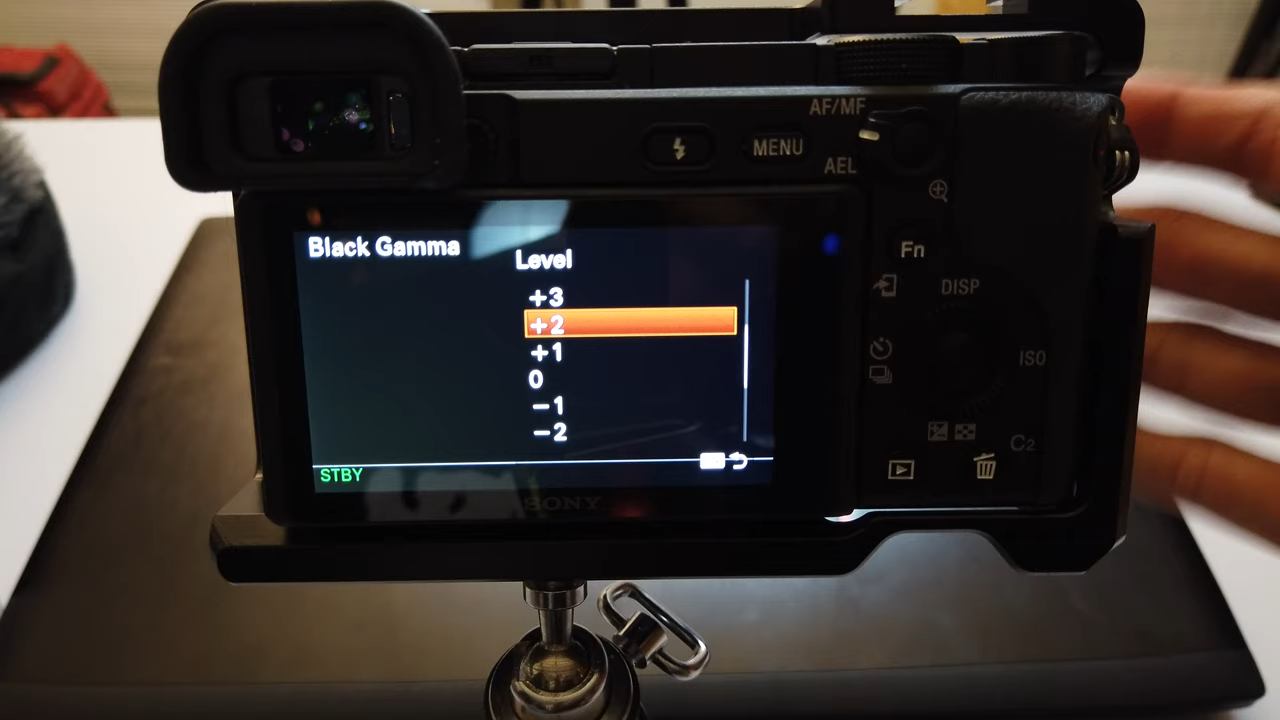 AF/MF
MENU
AEL
Black Gamma
Level
+3
+2
+1
0
−1
−2
STBY
Fn
DISP
ISO
C2
SONY